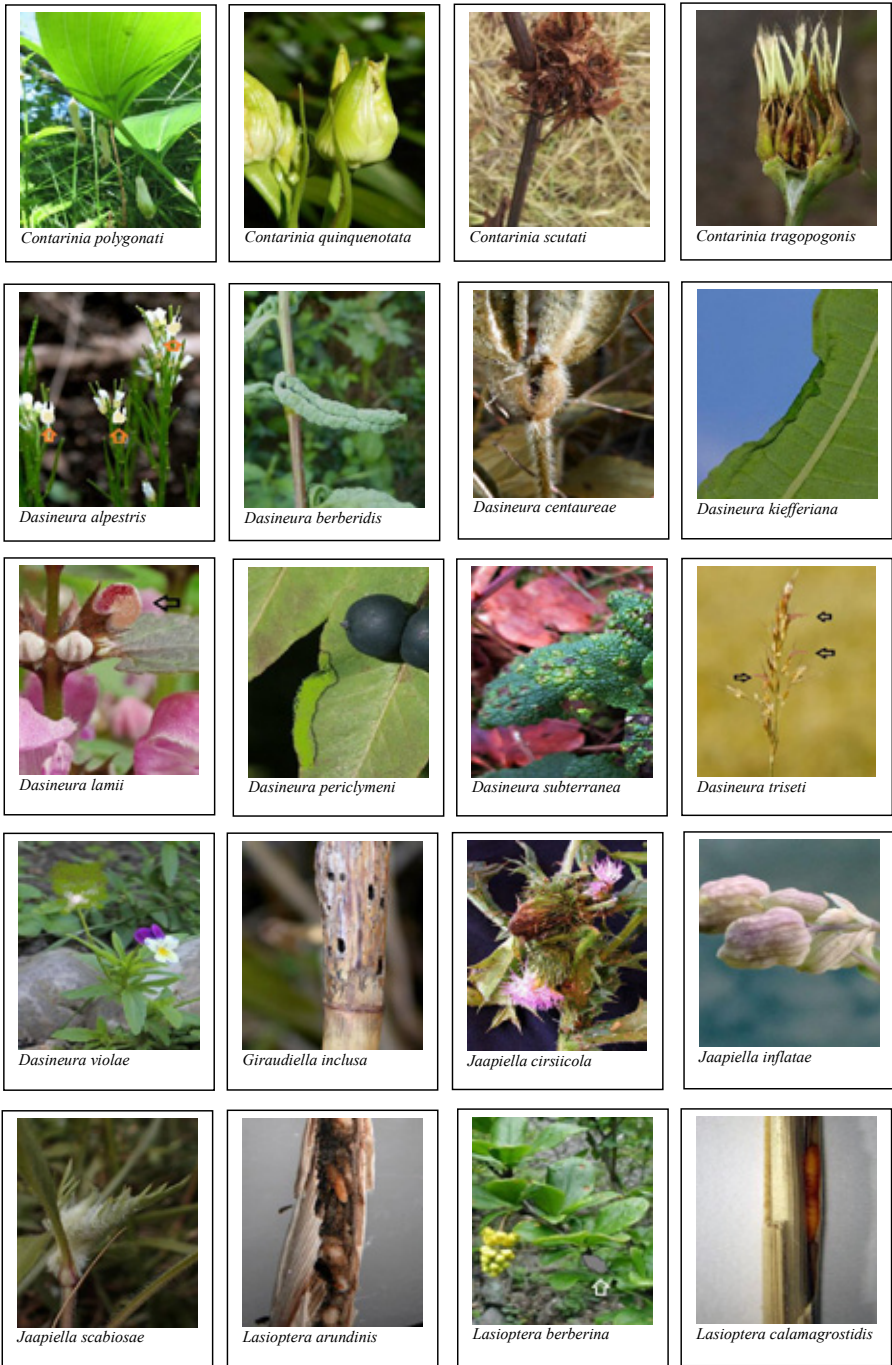 Contarinia polygonati
Contarinia quinquenotata
Contarinia scutati
Contarinia tragopogonis
Dasineura alpestris
Dasineura berberidis
Dasineura centaureae
Dasineura kiefferiana
Dasineura lamii
Dasineura periclymeni
Dasineura subterranea
Dasineura triseti
Dasineura violae
Giraudiella inclusa
Jaapiella cirsiicola
Jaapiella inflatae
Jaapiella scabiosae
Lasioptera arundinis
Lasioptera berberina
Lasioptera calamagrostidis